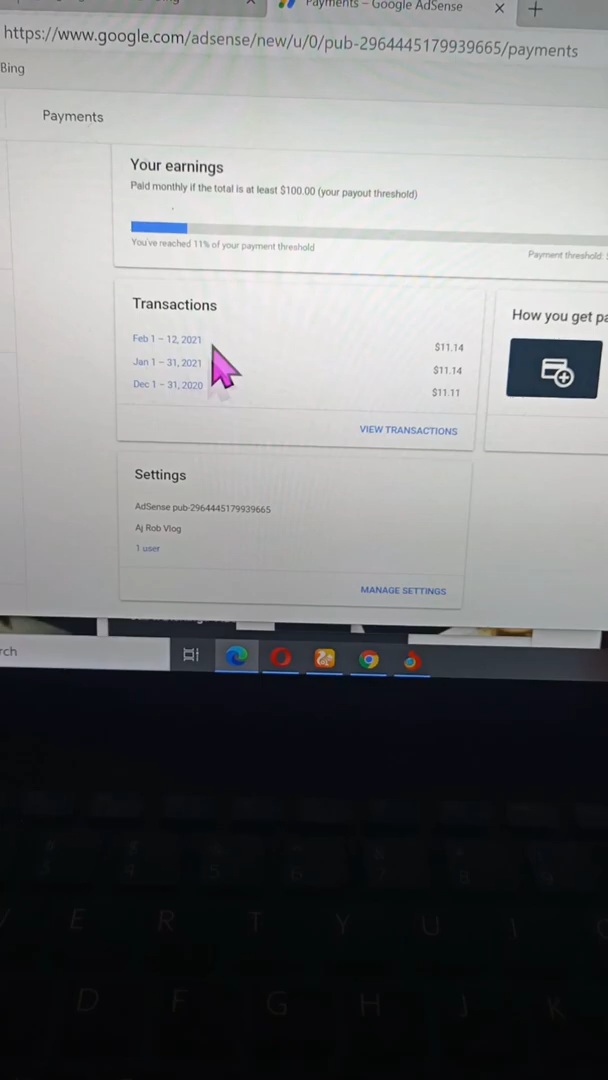 Payments – Google AdSense
https://www.google.com/adsense/new/u/0/pub-2964445179939665/payments
Bing
Payments
Your earnings
Paid monthly if the total is at least $100.00 (your payout threshold)
You've reached 11% of your payment threshold
Payment threshold:
Transactions
Feb 1 – 12, 2021 $11.14
Jan 1 – 31, 2021 $11.14
Dec 1 – 31, 2020 $11.11
VIEW TRANSACTIONS
How you get pa
Settings
AdSense pub-2964445179939665
Aj Rob Vlog
1 user
MANAGE SETTINGS
rch
E R T Y U I
D F G H J K